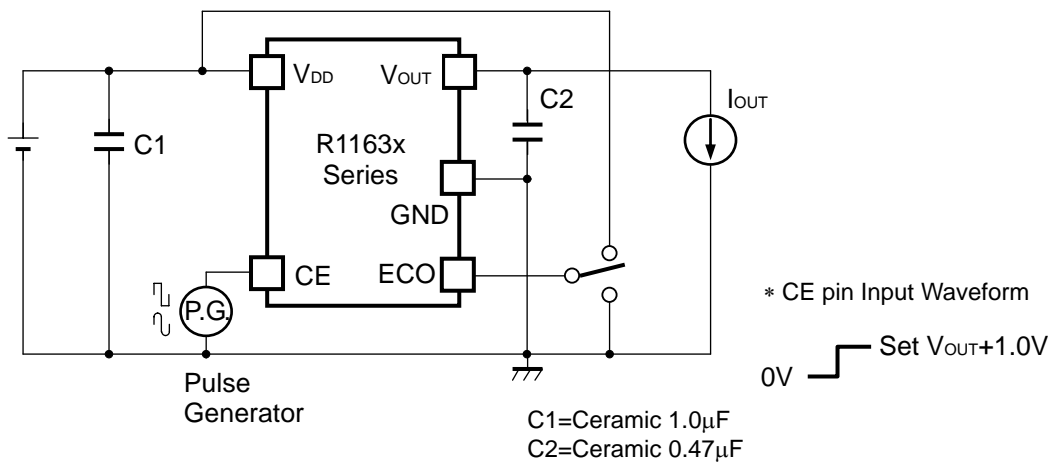 VDD
VOUT
C2
IOUT
C1
R1163x
Series
GND
CE
ECO
P.G.
∗ CE pin Input Waveform
Set VOUT+1.0V
0V
Pulse
Generator
C1=Ceramic 1.0μF
C2=Ceramic 0.47μF